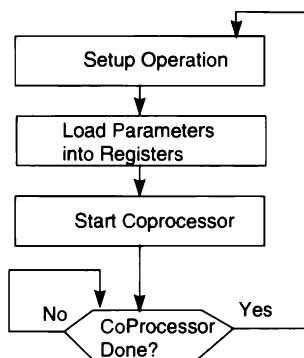 Setup Operation
Load Parameters
into Registers
Start Coprocessor
No
CoProcessor
Done?
Yes